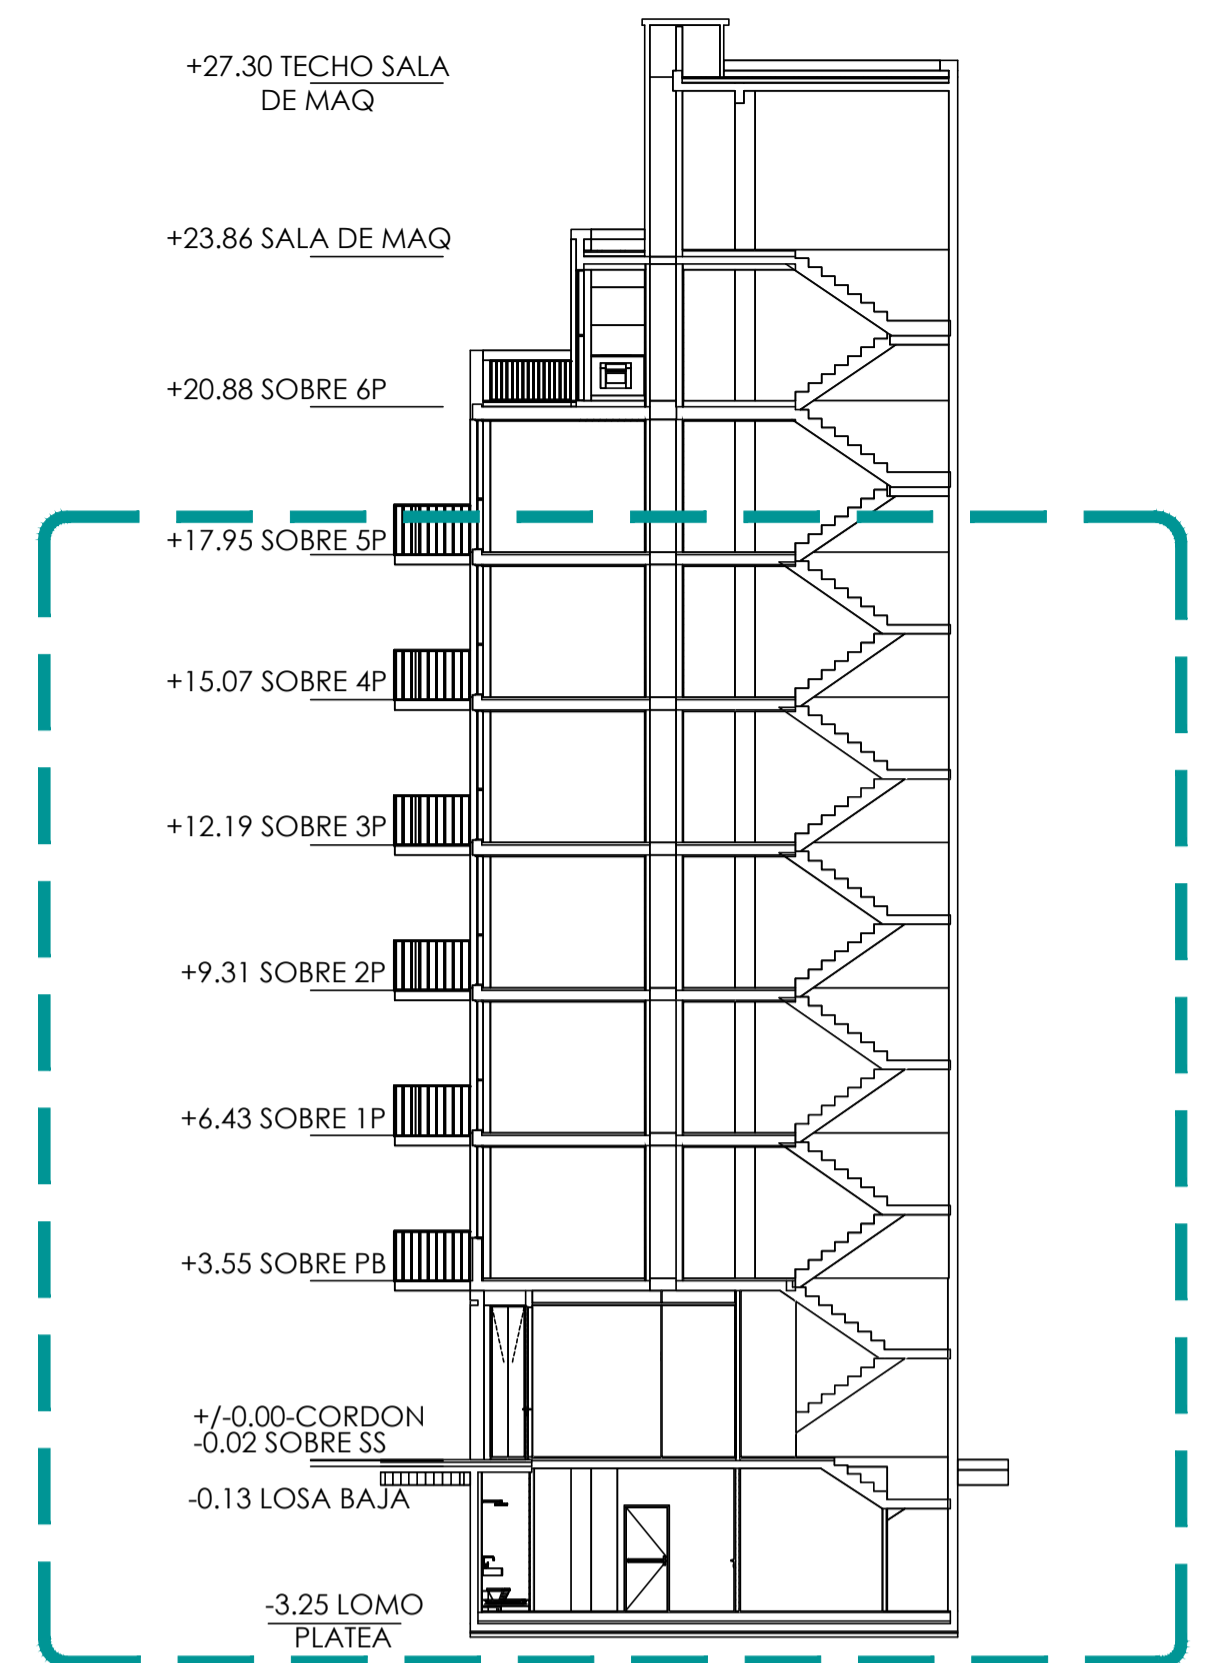 +27.30 TECHO SALA
DE MAQ
+23.86 SALA DE MAQ
+20.88 SOBRE 6P
+17.95 SOBRE 5P
+15.07 SOBRE 4P
+12.19 SOBRE 3P
+9.31 SOBRE 2P
+6.43 SOBRE 1P
+3.55 SOBRE PB
+/-0.00-CORDON
-0.02 SOBRE SS
-0.13 LOSA BAJA
-3.25 LOMO
PLATEA